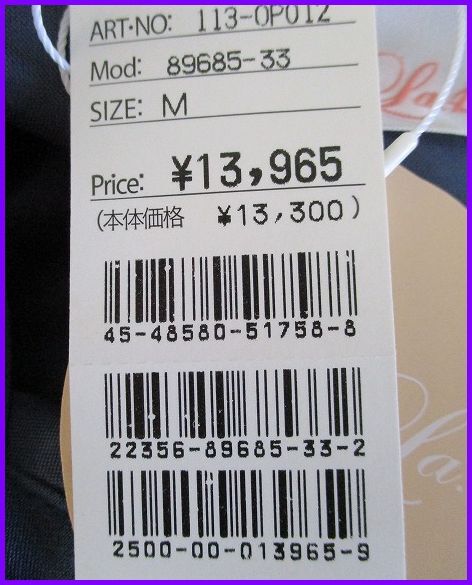 ART·NO: 113-OP012
Mod: 89685-33
SIZE: M
Price: ¥13,965
(本体価格 ¥13,300)
45-48580-51758-8
22356-89685-33-2
2500-00-013965-9